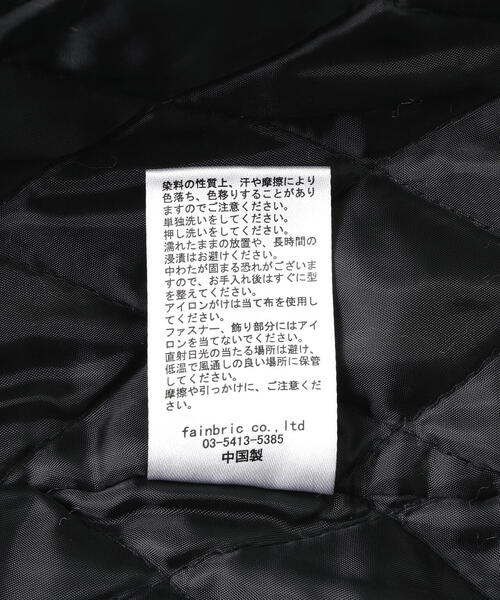 染料の性質上、汗や摩擦により
色落ち、色移りすることがあり
ますのでご注意ください。
単独洗いをしてください。
押し洗いをしてください。
濡れたままの放置や、長時間の
浸漬はお避けください。
中わたが固まる恐れがございま
すので、お手入れ後はすぐに型
を整えてください。
アイロンがけは当て布を使用し
てください。
ファスナー、飾り部分にはアイ
ロンを当てないでください。
直射日光の当たる場所は避け、
低温で風通しの良い場所に保管
してください。
摩擦や引っかけに、ご注意くだ
さい。
fainbric co.,ltd
03-5413-5385
中国製